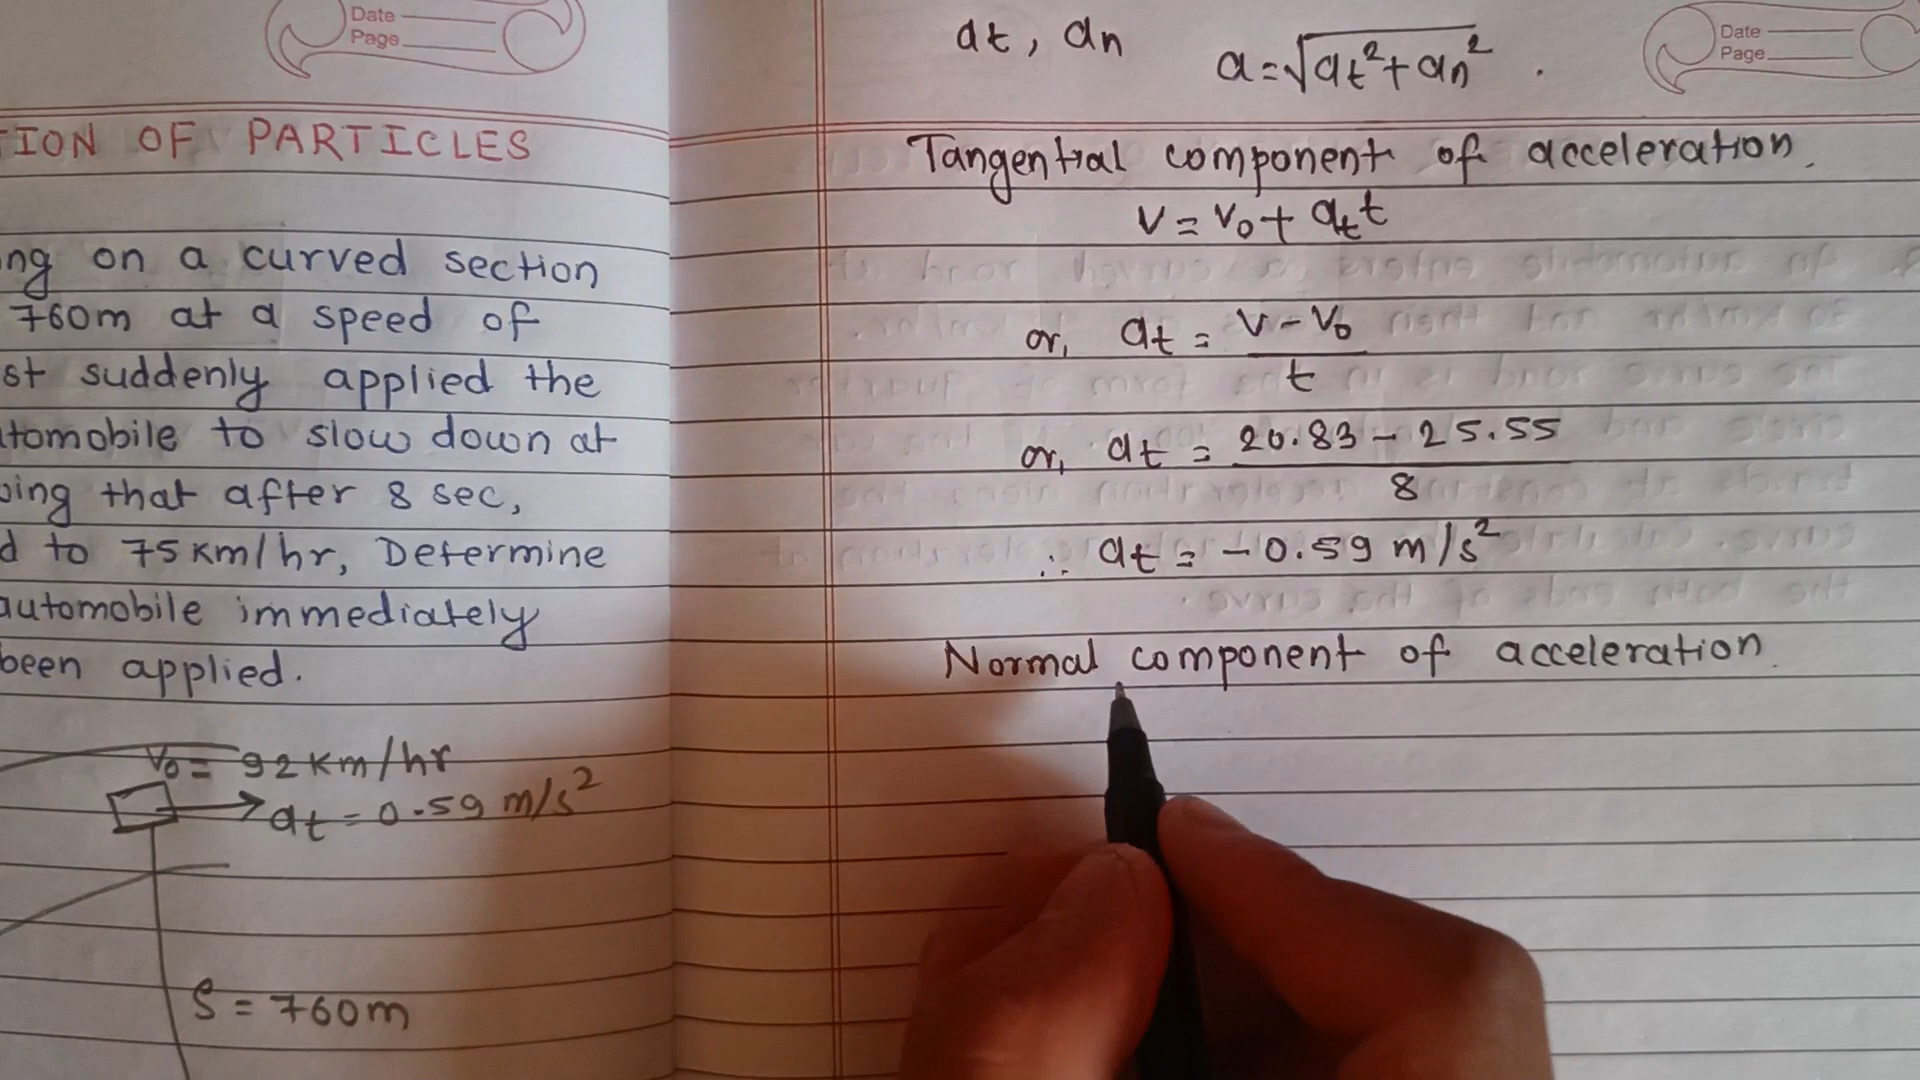 Date
Page
TION OF PARTICLES
ng on a curved section
760m at a speed of
st suddenly applied the
tomobile to slow down at
ping that after 8 sec,
d to 75 km/hr, Determine
automobile immediately
been applied.
v₀ = 92 km/hr
at = 0.59 m/s²
ρ = 760m
at, an
a = √at² + an² .
Date
Page
Tangential component of acceleration.
v = v₀ + at t
or, at = v - v₀ / t
or, at = 20.83 - 25.55 / 8
∴ at = -0.59 m/s²
Normal component of acceleration.